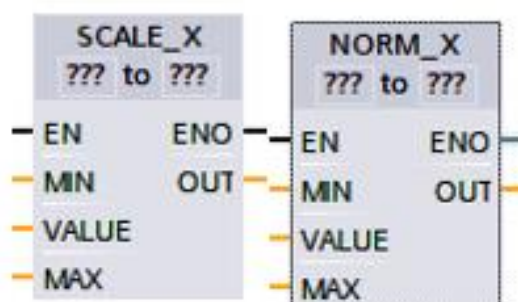 SCALE_X
??? to ???
EN ENO
MIN OUT
VALUE
MAX
NORM_X
??? to ???
EN ENO
MIN OUT
VALUE
MAX